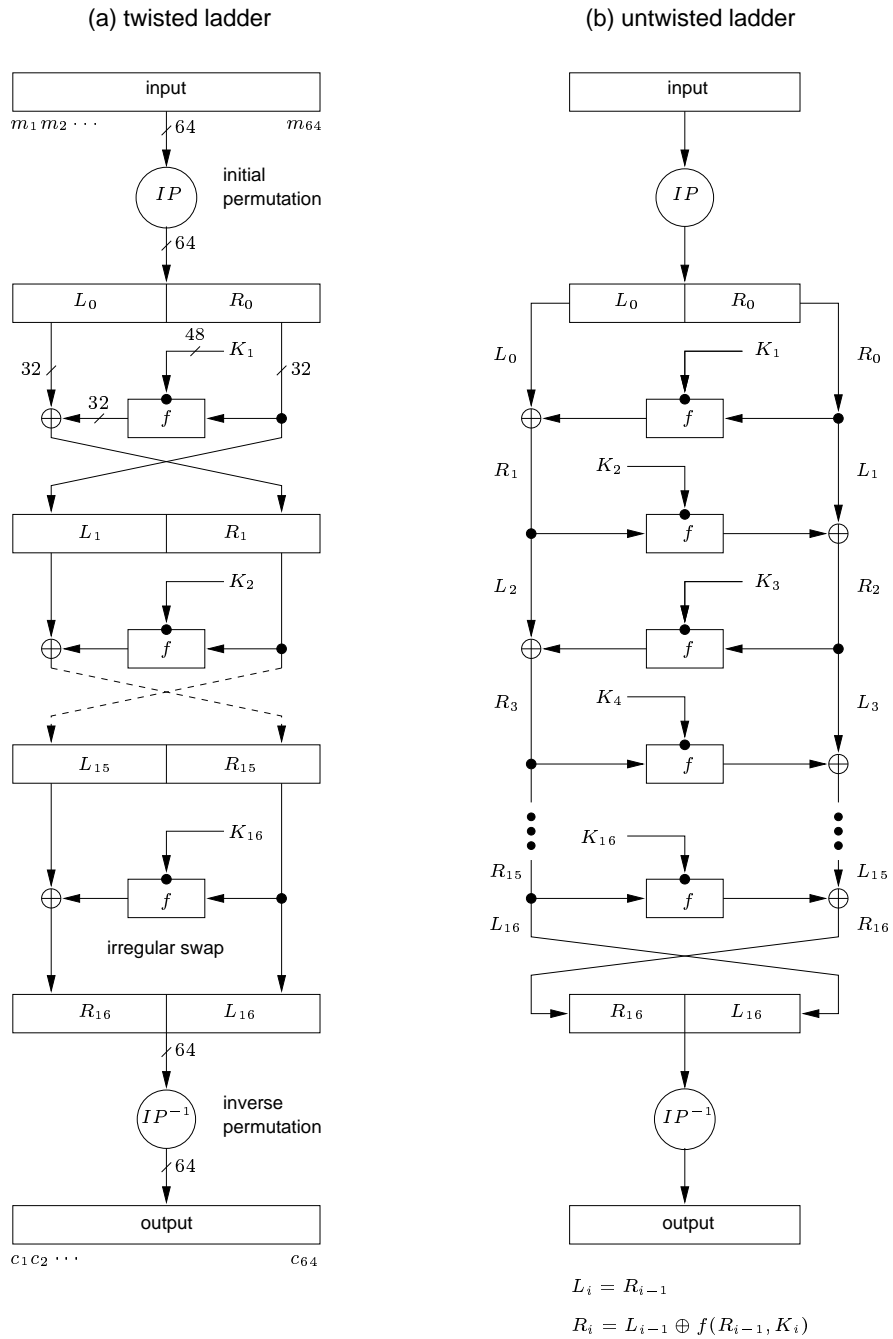 (a) twisted ladder
input
m₁ m₂ ⋯ m₆₄
64
IP
initial
permutation
64
L₀ R₀
48
K₁
32 32
32
f
L₁ R₁
K₂
f
L₁₅ R₁₅
K₁₆
f
irregular swap
R₁₆ L₁₆
64
IP⁻¹
inverse
permutation
64
output
c₁ c₂ ⋯ c₆₄
(b) untwisted ladder
input
IP
L₀ R₀
L₀ K₁ R₀
f
R₁ K₂ L₁
f
L₂ K₃ R₂
f
R₃ K₄ L₃
f
K₁₆
R₁₅ L₁₅
f
L₁₆ R₁₆
R₁₆ L₁₆
IP⁻¹
output
Lᵢ = Rᵢ₋₁
Rᵢ = Lᵢ₋₁ ⊕ f(Rᵢ₋₁, Kᵢ)